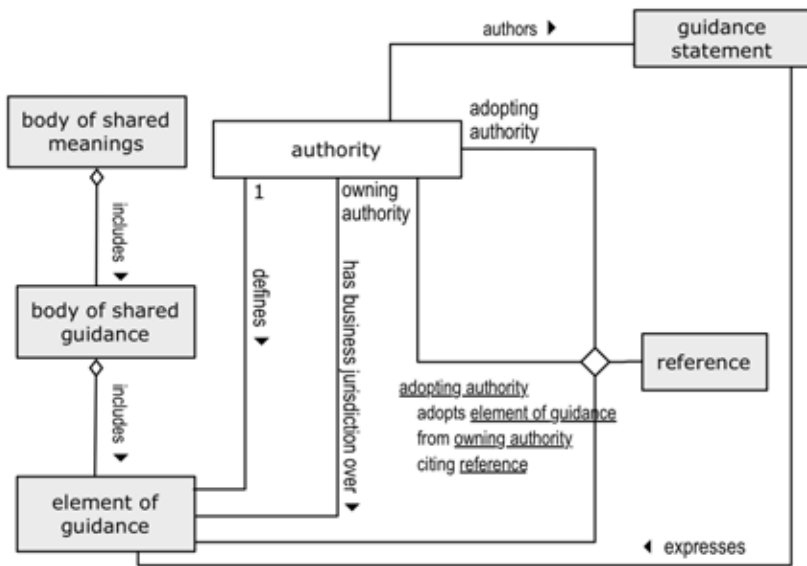 authors
guidance
statement
body of shared
meanings
adopting
authority
authority
1
owning
authority
includes
defines
has business jurisdiction over
body of shared
guidance
reference
includes
adopting authority
adopts element of guidance
from owning authority
citing reference
element of
guidance
expresses